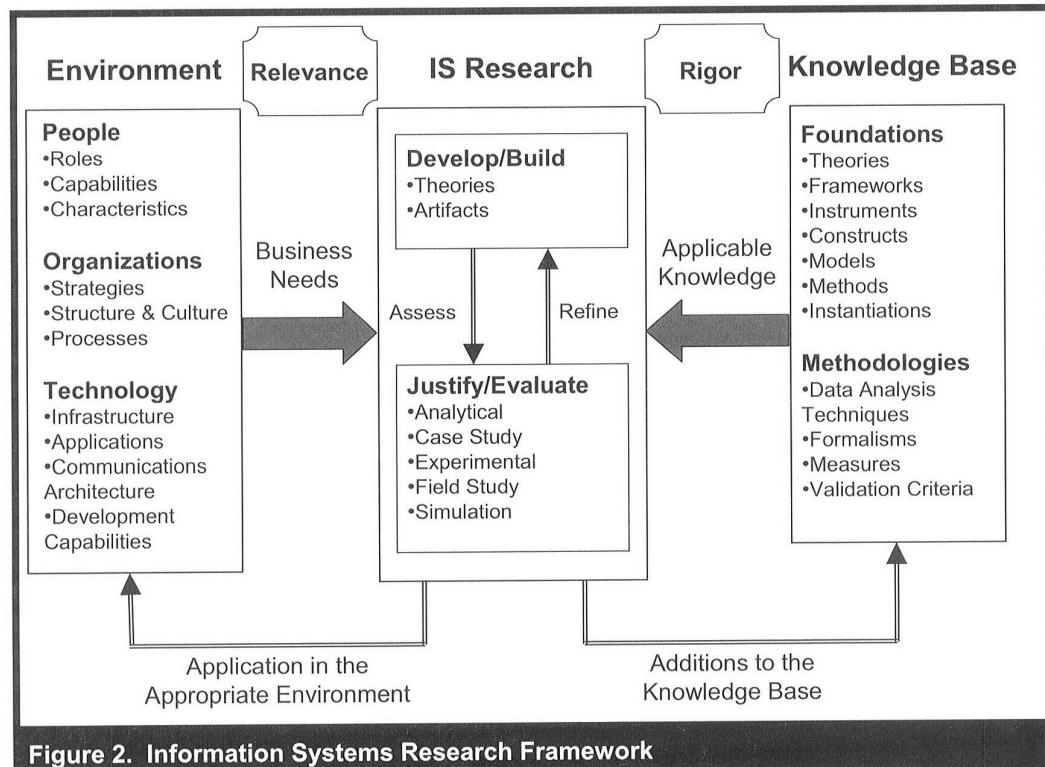 Environment
Relevance
IS Research
Rigor
Knowledge Base
People
•Roles
•Capabilities
•Characteristics
Organizations
•Strategies
•Structure & Culture
•Processes
Technology
•Infrastructure
•Applications
•Communications
Architecture
•Development
Capabilities
Business
Needs
Develop/Build
•Theories
•Artifacts
Assess
Refine
Justify/Evaluate
•Analytical
•Case Study
•Experimental
•Field Study
•Simulation
Applicable
Knowledge
Foundations
•Theories
•Frameworks
•Instruments
•Constructs
•Models
•Methods
•Instantiations
Methodologies
•Data Analysis
Techniques
•Formalisms
•Measures
•Validation Criteria
Application in the
Appropriate Environment
Additions to the
Knowledge Base
Figure 2. Information Systems Research Framework